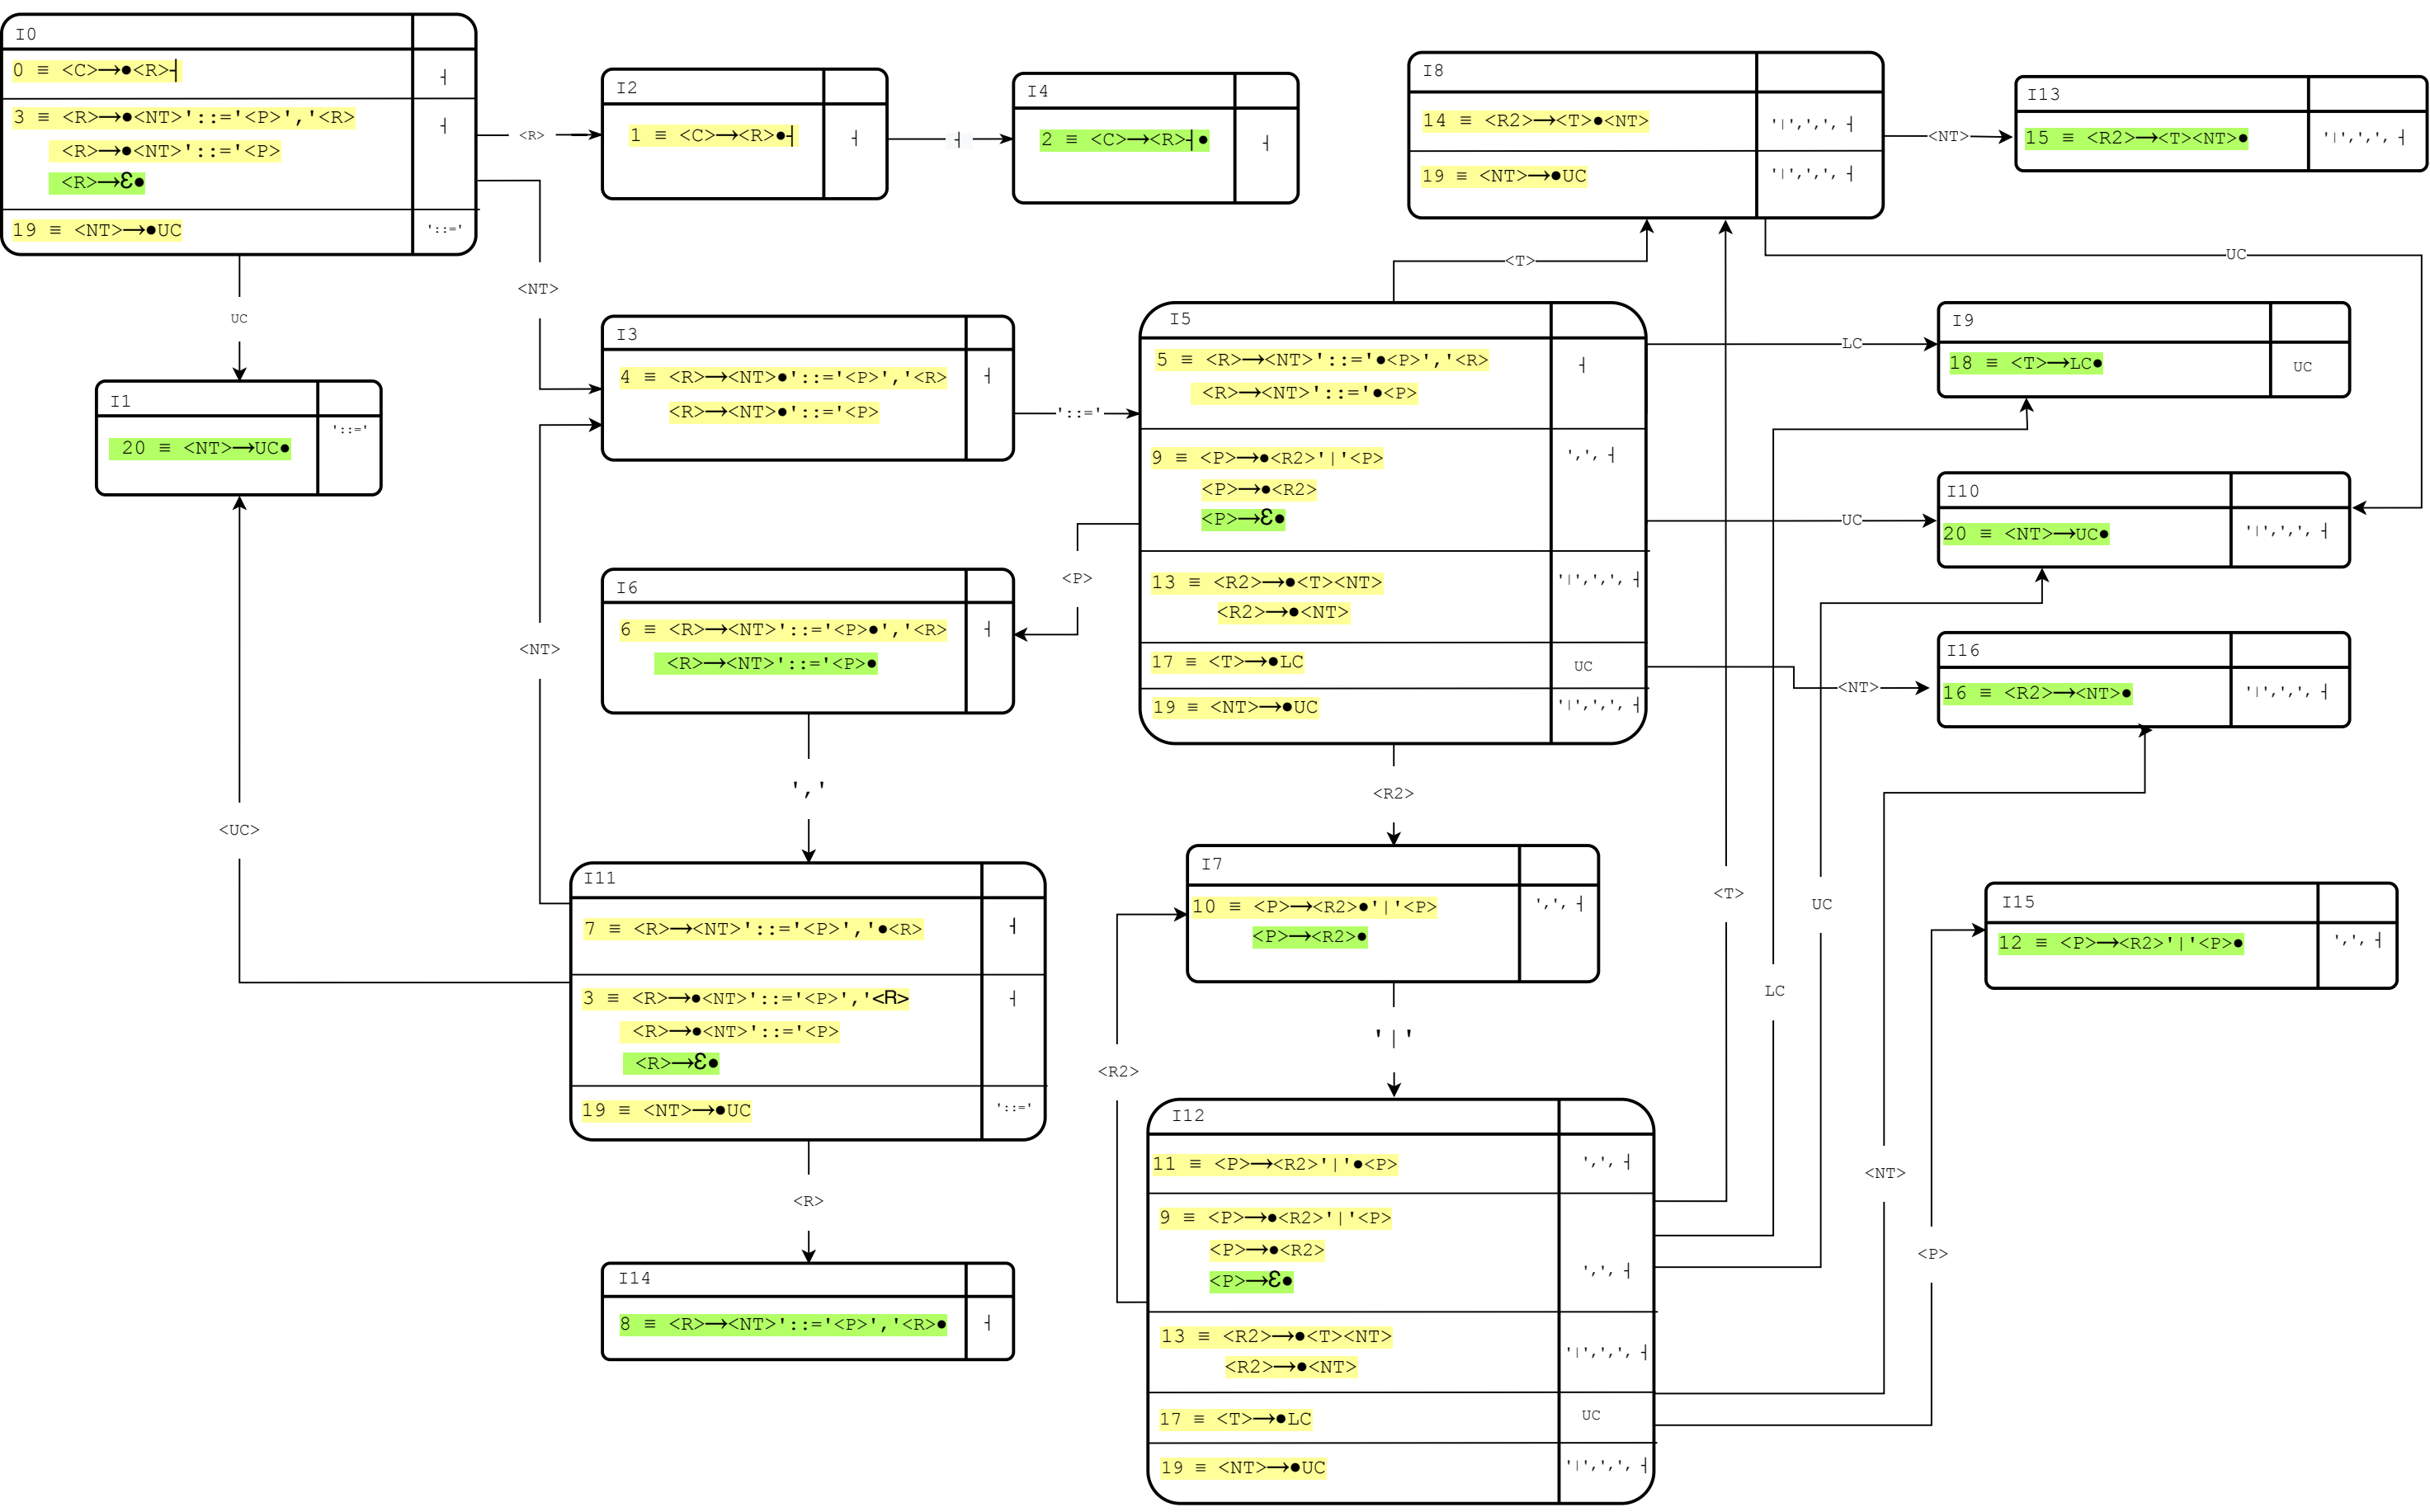 I0
0 ≡ <C>→●<R>┤
┤
3 ≡ <R>→●<NT>'::='<P>','<R>
<R>→●<NT>'::='<P>
<R>→Ɛ●
┤
19 ≡ <NT>→●UC
'::='
<R>
I2
1 ≡ <C>→<R>●┤
┤
┤
I4
2 ≡ <C>→<R>┤●
┤
I8
14 ≡ <R2>→<T>●<NT>
'|',',', ┤
19 ≡ <NT>→●UC
'|',',', ┤
<NT>
I13
15 ≡ <R2>→<T><NT>●
'|',',', ┤
UC
<NT>
<T>
UC
I1
20 ≡ <NT>→UC●
'::='
I3
4 ≡ <R>→<NT>●'::='<P>','<R>
<R>→<NT>●'::='<P>
┤
'::='
I5
5 ≡ <R>→<NT>'::='●<P>','<R>
<R>→<NT>'::='●<P>
┤
9 ≡ <P>→●<R2>'|'<P>
<P>→●<R2>
<P>→Ɛ●
',', ┤
13 ≡ <R2>→●<T><NT>
<R2>→●<NT>
'|',',', ┤
17 ≡ <T>→●LC
UC
19 ≡ <NT>→●UC
'|',',', ┤
LC
I9
18 ≡ <T>→LC●
UC
UC
I10
20 ≡ <NT>→UC●
'|',',', ┤
<NT>
I16
16 ≡ <R2>→<NT>●
'|',',', ┤
<P>
I6
6 ≡ <R>→<NT>'::='<P>●','<R>
<R>→<NT>'::='<P>●
┤
<NT>
','
<UC>
<R2>
I11
7 ≡ <R>→<NT>'::='<P>','●<R>
┤
3 ≡ <R>→●<NT>'::='<P>','<R>
<R>→●<NT>'::='<P>
<R>→Ɛ●
┤
19 ≡ <NT>→●UC
'::='
I7
10 ≡ <P>→<R2>●'|'<P>
<P>→<R2>●
',', ┤
<T>
UC
LC
I15
12 ≡ <P>→<R2>'|'<P>●
',', ┤
'|'
<R2>
<R>
I14
8 ≡ <R>→<NT>'::='<P>','<R>●
┤
I12
11 ≡ <P>→<R2>'|'●<P>
',', ┤
9 ≡ <P>→●<R2>'|'<P>
<P>→●<R2>
<P>→Ɛ●
',', ┤
13 ≡ <R2>→●<T><NT>
<R2>→●<NT>
'|',',', ┤
17 ≡ <T>→●LC
UC
19 ≡ <NT>→●UC
'|',',', ┤
<NT>
<P>